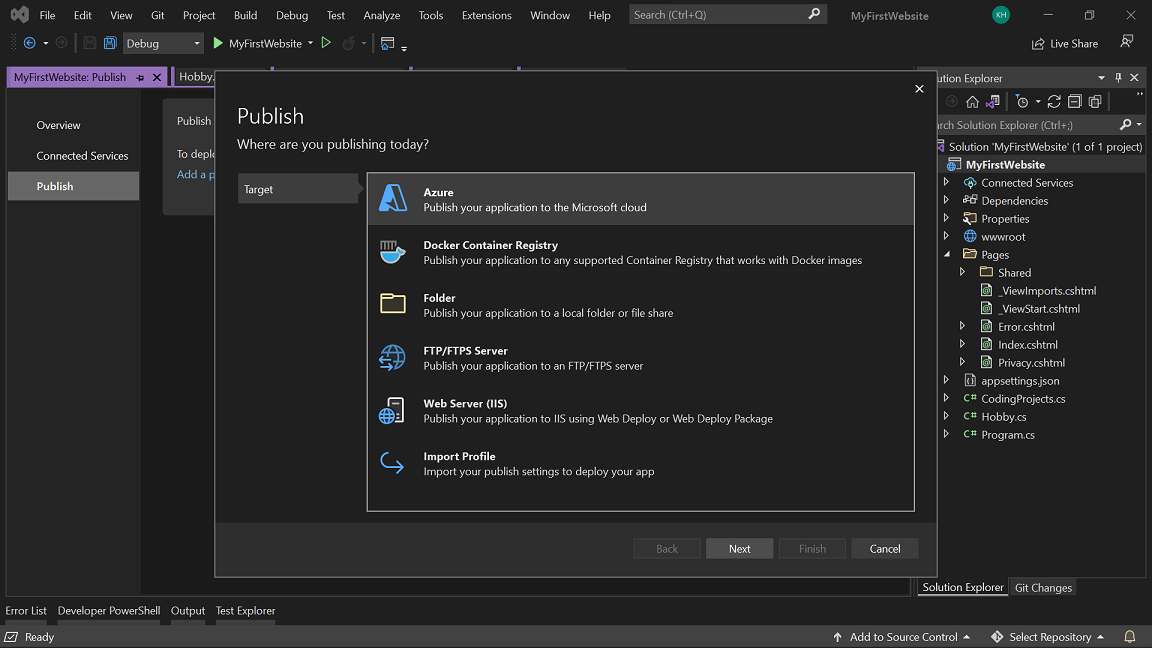 File Edit View Git Project Build Debug Test Analyze Tools Extensions Window Help Search (Ctrl+Q) MyFirstWebsite KH
Debug MyFirstWebsite Live Share
MyFirstWebsite: Publish Hobby.
Overview
Connected Services
Publish
Publish
To deplo
Add a p
Publish
Where are you publishing today?
Target
Azure
Publish your application to the Microsoft cloud
Docker Container Registry
Publish your application to any supported Container Registry that works with Docker images
Folder
Publish your application to a local folder or file share
FTP/FTPS Server
Publish your application to an FTP/FTPS server
Web Server (IIS)
Publish your application to IIS using Web Deploy or Web Deploy Package
Import Profile
Import your publish settings to deploy your app
Back Next Finish Cancel
ution Explorer
rch Solution Explorer (Ctrl+;)
Solution 'MyFirstWebsite' (1 of 1 project)
MyFirstWebsite
Connected Services
Dependencies
Properties
wwwroot
Pages
Shared
_ViewImports.cshtml
_ViewStart.cshtml
Error.cshtml
Index.cshtml
Privacy.cshtml
appsettings.json
C# CodingProjects.cs
C# Hobby.cs
C# Program.cs
Solution Explorer Git Changes
Error List Developer PowerShell Output Test Explorer
Ready Add to Source Control Select Repository